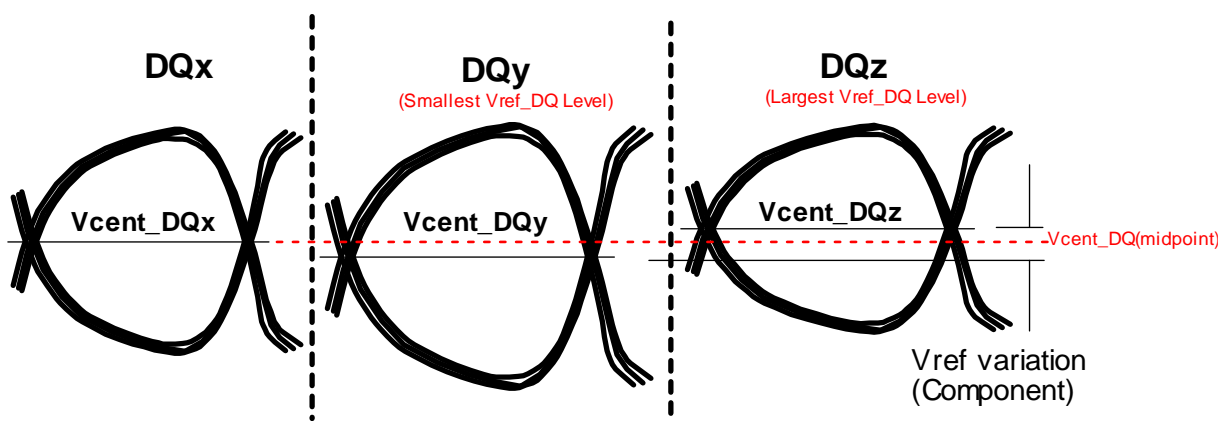 DQx
DQy
DQz
(Smallest Vref_DQ Level)
(Largest Vref_DQ Level)
Vcent_DQx
Vcent_DQy
Vcent_DQz
Vcent_DQ(midpoint)
Vref variation
(Component)